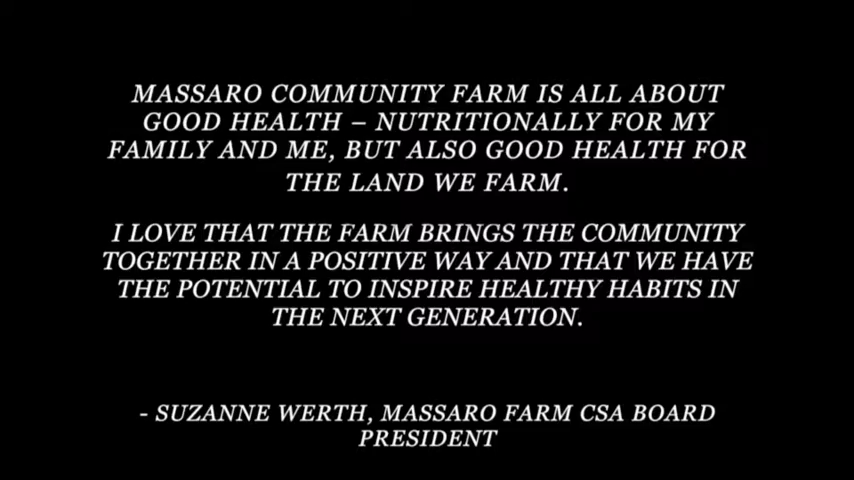 MASSARO COMMUNITY FARM IS ALL ABOUT
GOOD HEALTH – NUTRITIONALLY FOR MY
FAMILY AND ME, BUT ALSO GOOD HEALTH FOR
THE LAND WE FARM.
I LOVE THAT THE FARM BRINGS THE COMMUNITY
TOGETHER IN A POSITIVE WAY AND THAT WE HAVE
THE POTENTIAL TO INSPIRE HEALTHY HABITS IN
THE NEXT GENERATION.
- SUZANNE WERTH, MASSARO FARM CSA BOARD
PRESIDENT